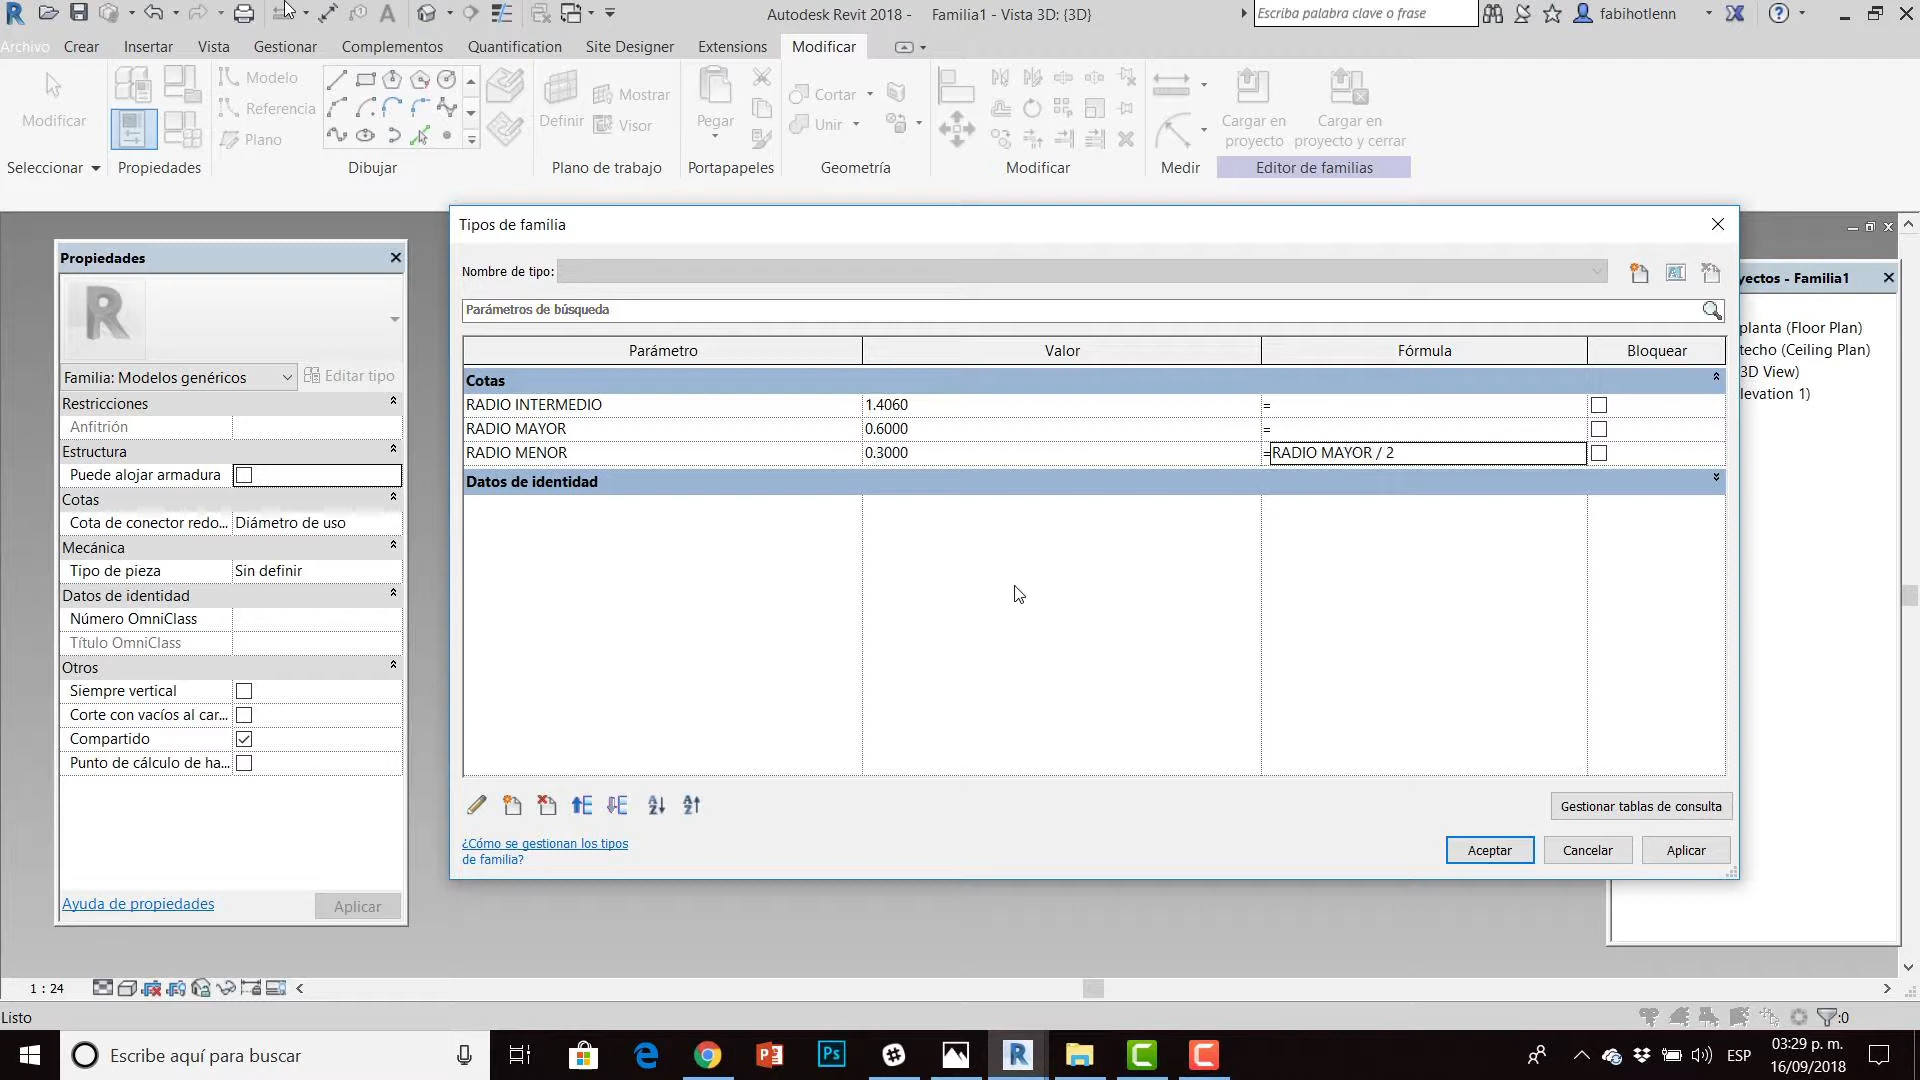 Autodesk Revit 2018 -     Familia1 - Vista 3D: {3D}
Escriba palabra clave o frase
fabihotlenn
Archivo
Crear
Insertar
Vista
Gestionar
Complementos
Quantification
Site Designer
Extensions
Modificar
Modificar
Modelo
Referencia
Plano
Definir
Mostrar
Visor
Pegar
Cortar
Unir
Cargar en
proyecto
Cargar en
proyecto y cerrar
Seleccionar
Propiedades
Dibujar
Plano de trabajo
Portapapeles
Geometría
Modificar
Medir
Editor de familias
Propiedades
Familia: Modelos genéricos
Editar tipo
Restricciones
Anfitrión
Estructura
Puede alojar armadura
Cotas
Cota de conector redo... Diámetro de uso
Mecánica
Tipo de pieza Sin definir
Datos de identidad
Número OmniClass
Título OmniClass
Otros
Siempre vertical
Corte con vacíos al car...
Compartido
Punto de cálculo de ha...
Ayuda de propiedades
Aplicar
Tipos de familia
Nombre de tipo:
Parámetros de búsqueda
Parámetro Valor Fórmula Bloquear
Cotas
RADIO INTERMEDIO 1.4060 =
RADIO MAYOR 0.6000 =
RADIO MENOR 0.3000 =RADIO MAYOR / 2
Datos de identidad
Gestionar tablas de consulta
¿Cómo se gestionan los tipos
de familia?
Aceptar
Cancelar
Aplicar
yectos - Familia1
planta (Floor Plan)
techo (Ceiling Plan)
3D View)
levation 1)
1 : 24
Listo
:0
Escribe aquí para buscar
ESP
03:29 p. m.
16/09/2018